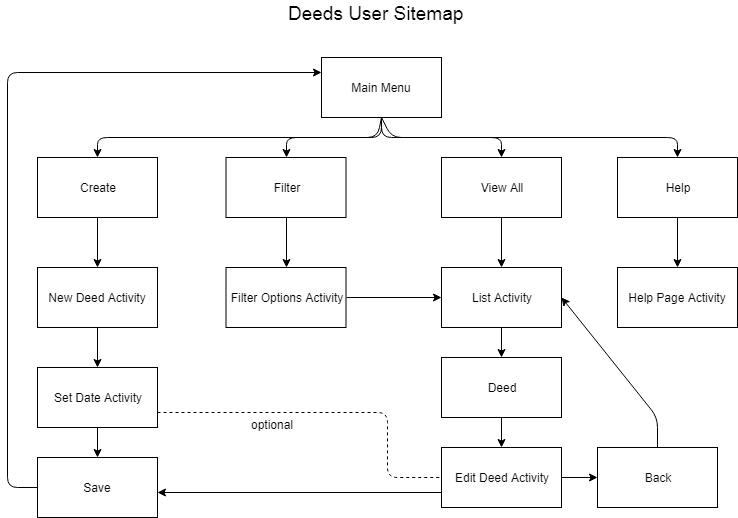 Deeds User Sitemap
Main Menu
Create
Filter
View All
Help
New Deed Activity
Filter Options Activity
List Activity
Help Page Activity
Set Date Activity
Deed
optional
Save
Edit Deed Activity
Back